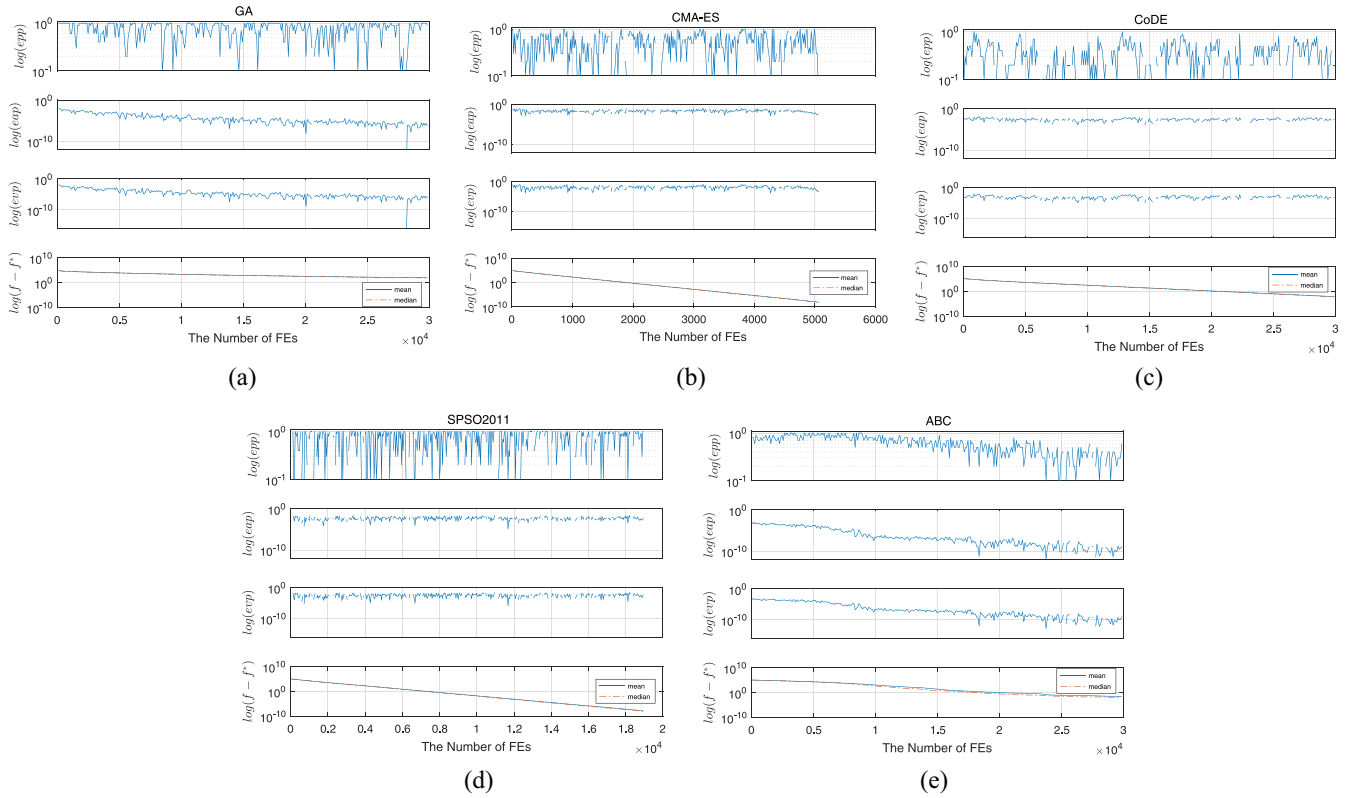 GA
log(epp)
10^0
10^-1
log(eap)
10^0
10^-10
log(evp)
10^0
10^-10
log(f − f*)
10^10
10^0
10^-10
mean
median
0 0.5 1 1.5 2 2.5 3
The Number of FEs
× 10^4
(a)
CMA-ES
log(epp)
10^0
10^-1
log(eap)
10^0
10^-10
log(evp)
10^0
10^-10
log(f − f*)
10^10
10^0
10^-10
mean
median
0 1000 2000 3000 4000 5000 6000
The Number of FEs
(b)
CoDE
log(epp)
10^0
10^-1
log(eap)
10^0
10^-10
log(evp)
10^0
10^-10
log(f − f*)
10^10
10^0
10^-10
mean
median
0 0.5 1 1.5 2 2.5 3
The Number of FEs
× 10^4
(c)
SPSO2011
log(epp)
10^0
10^-1
log(eap)
10^0
10^-10
log(evp)
10^0
10^-10
log(f − f*)
10^10
10^0
10^-10
mean
median
0 0.2 0.4 0.6 0.8 1 1.2 1.4 1.6 1.8 2
The Number of FEs
× 10^4
(d)
ABC
log(epp)
10^0
10^-1
log(eap)
10^0
10^-10
log(evp)
10^0
10^-10
log(f − f*)
10^10
10^0
10^-10
mean
median
0 0.5 1 1.5 2 2.5 3
The Number of FEs
× 10^4
(e)